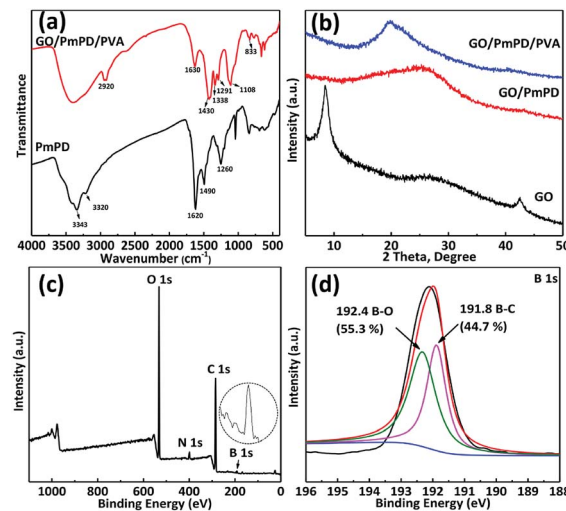 (a)
GO/PmPD/PVA
2920
1630
1430
1338
1291
1108
833
PmPD
3343
3320
1620
1490
1260
Transmittance
4000 3500 3000 2500 2000 1500 1000 500
Wavenumber (cm-1)
(b)
GO/PmPD/PVA
GO/PmPD
GO
Intensity (a.u.)
10 20 30 40 50
2 Theta, Degree
(c)
O 1s
C 1s
N 1s
B 1s
Intensity (a.u.)
1000 800 600 400 200 0
Binding Energy (eV)
(d)
B 1s
192.4 B-O
(55.3 %)
191.8 B-C
(44.7 %)
Intensity (a.u.)
196 195 194 193 192 191 190 189 188
Binding Energy (eV)